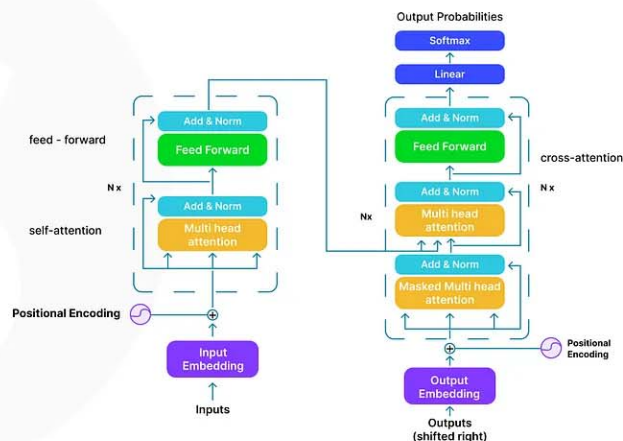 Output Probabilities
Softmax
Linear
Add & Norm
Feed Forward
feed - forward
N x
Add & Norm
Multi head
attention
self-attention
Positional Encoding
Input
Embedding
Inputs
Add & Norm
Feed Forward
cross-attention
N x
Nx
Add & Norm
Multi head
attention
Add & Norm
Masked Multi head
attention
Positional
Encoding
Output
Embedding
Outputs
(shifted right)